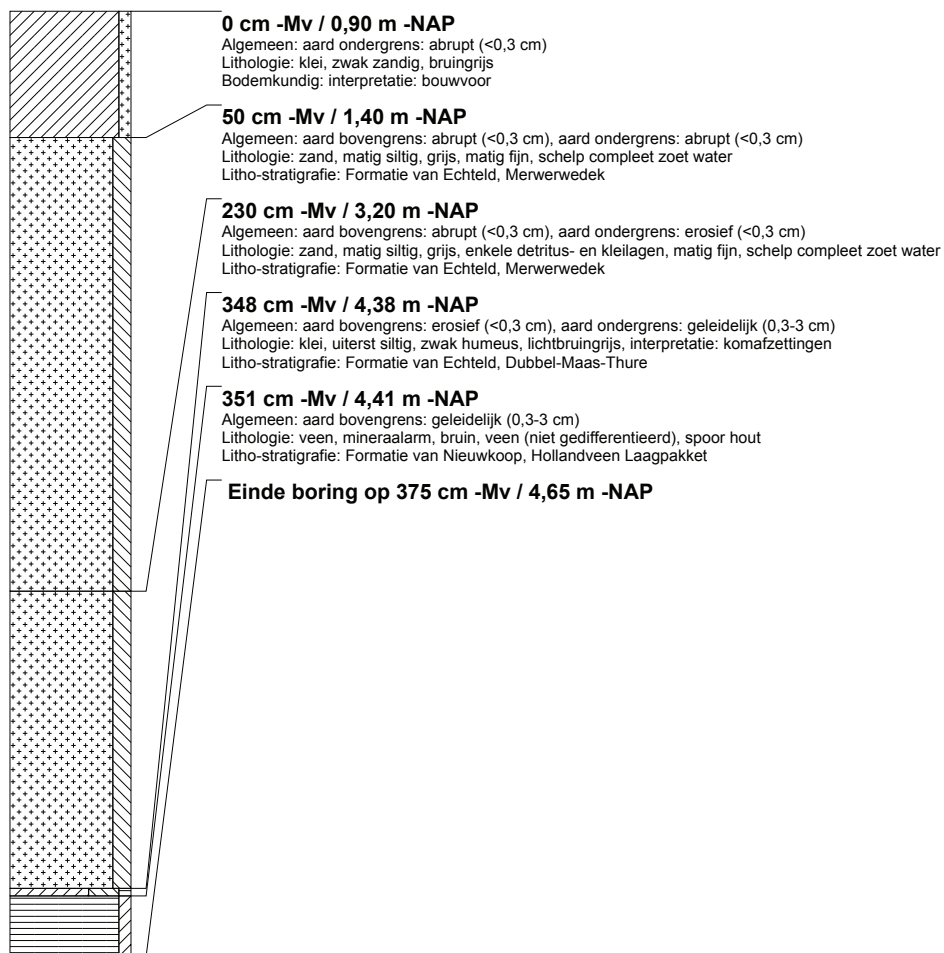 0 cm -Mv / 0,90 m -NAP
Algemeen: aard ondergrens: abrupt (<0,3 cm)
Lithologie: klei, zwak zandig, bruingrijs
Bodemkundig: interpretatie: bouwvoor
50 cm -Mv / 1,40 m -NAP
Algemeen: aard bovengrens: abrupt (<0,3 cm), aard ondergrens: abrupt (<0,3 cm)
Lithologie: zand, matig siltig, grijs, matig fijn, schelp compleet zoet water
Litho-stratigrafie: Formatie van Echteld, Merwerwedek
230 cm -Mv / 3,20 m -NAP
Algemeen: aard bovengrens: abrupt (<0,3 cm), aard ondergrens: erosief (<0,3 cm)
Lithologie: zand, matig siltig, grijs, enkele detritus- en kleilagen, matig fijn, schelp compleet zoet water
Litho-stratigrafie: Formatie van Echteld, Merwerwedek
348 cm -Mv / 4,38 m -NAP
Algemeen: aard bovengrens: erosief (<0,3 cm), aard ondergrens: geleidelijk (0,3-3 cm)
Lithologie: klei, uiterst siltig, zwak humeus, lichtbruingrijs, interpretatie: komafzettingen
Litho-stratigrafie: Formatie van Echteld, Dubbel-Maas-Thure
351 cm -Mv / 4,41 m -NAP
Algemeen: aard bovengrens: geleidelijk (0,3-3 cm)
Lithologie: veen, mineraalarm, bruin, veen (niet gedifferentieerd), spoor hout
Litho-stratigrafie: Formatie van Nieuwkoop, Hollandveen Laagpakket
Einde boring op 375 cm -Mv / 4,65 m -NAP